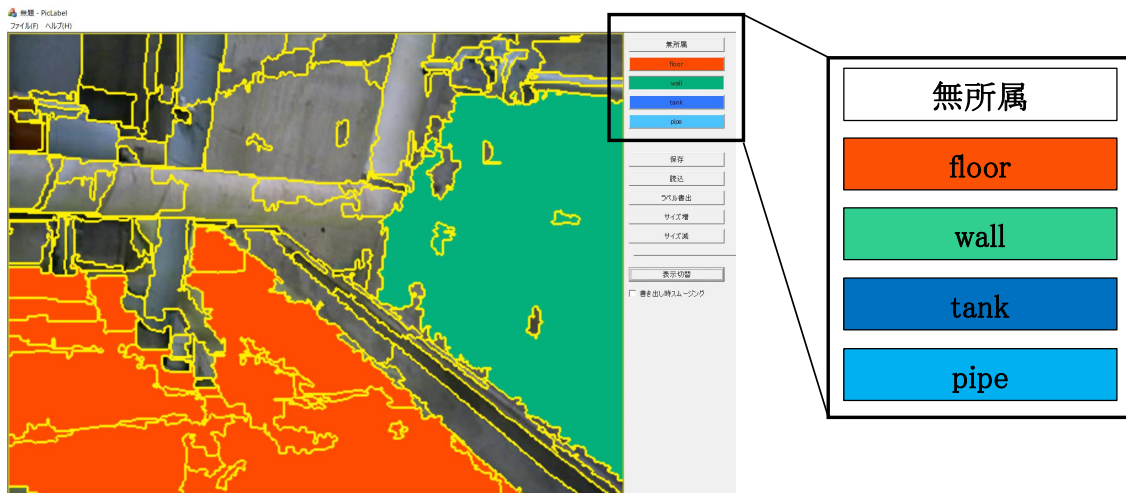 無題 - PicLabel
ファイル(F) ヘルプ(H)
無所属
floor
wall
tank
pipe
保存
読込
ラベル書出
サイズ増
サイズ減
表示切替
書き出し時スムージング
無所属
floor
wall
tank
pipe